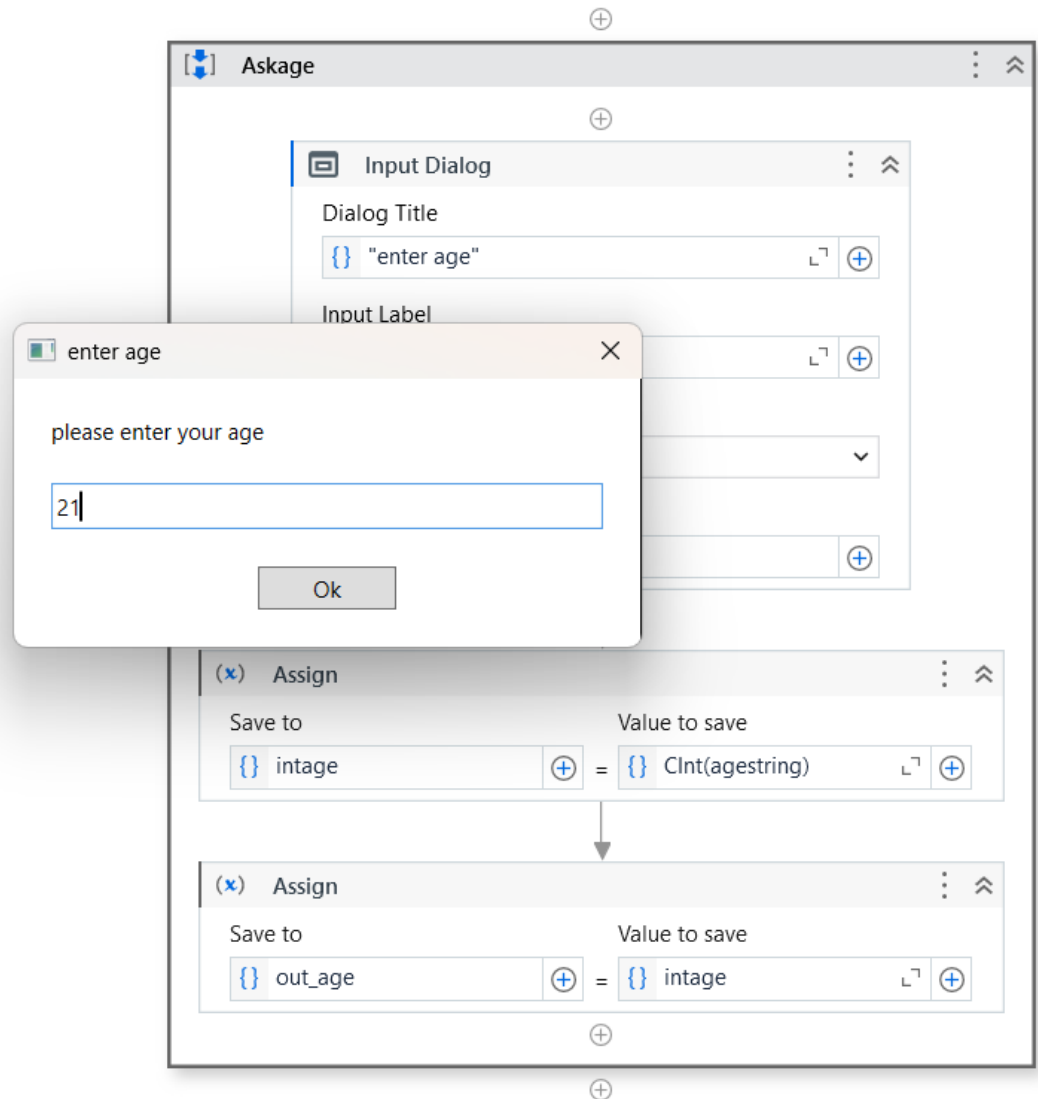 Askage
Input Dialog
Dialog Title
{} "enter age"
Input Label
enter age
please enter your age
21
Ok
(x) Assign
Save to
Value to save
{} intage = {} CInt(agestring)
(x) Assign
Save to
Value to save
{} out_age = {} intage